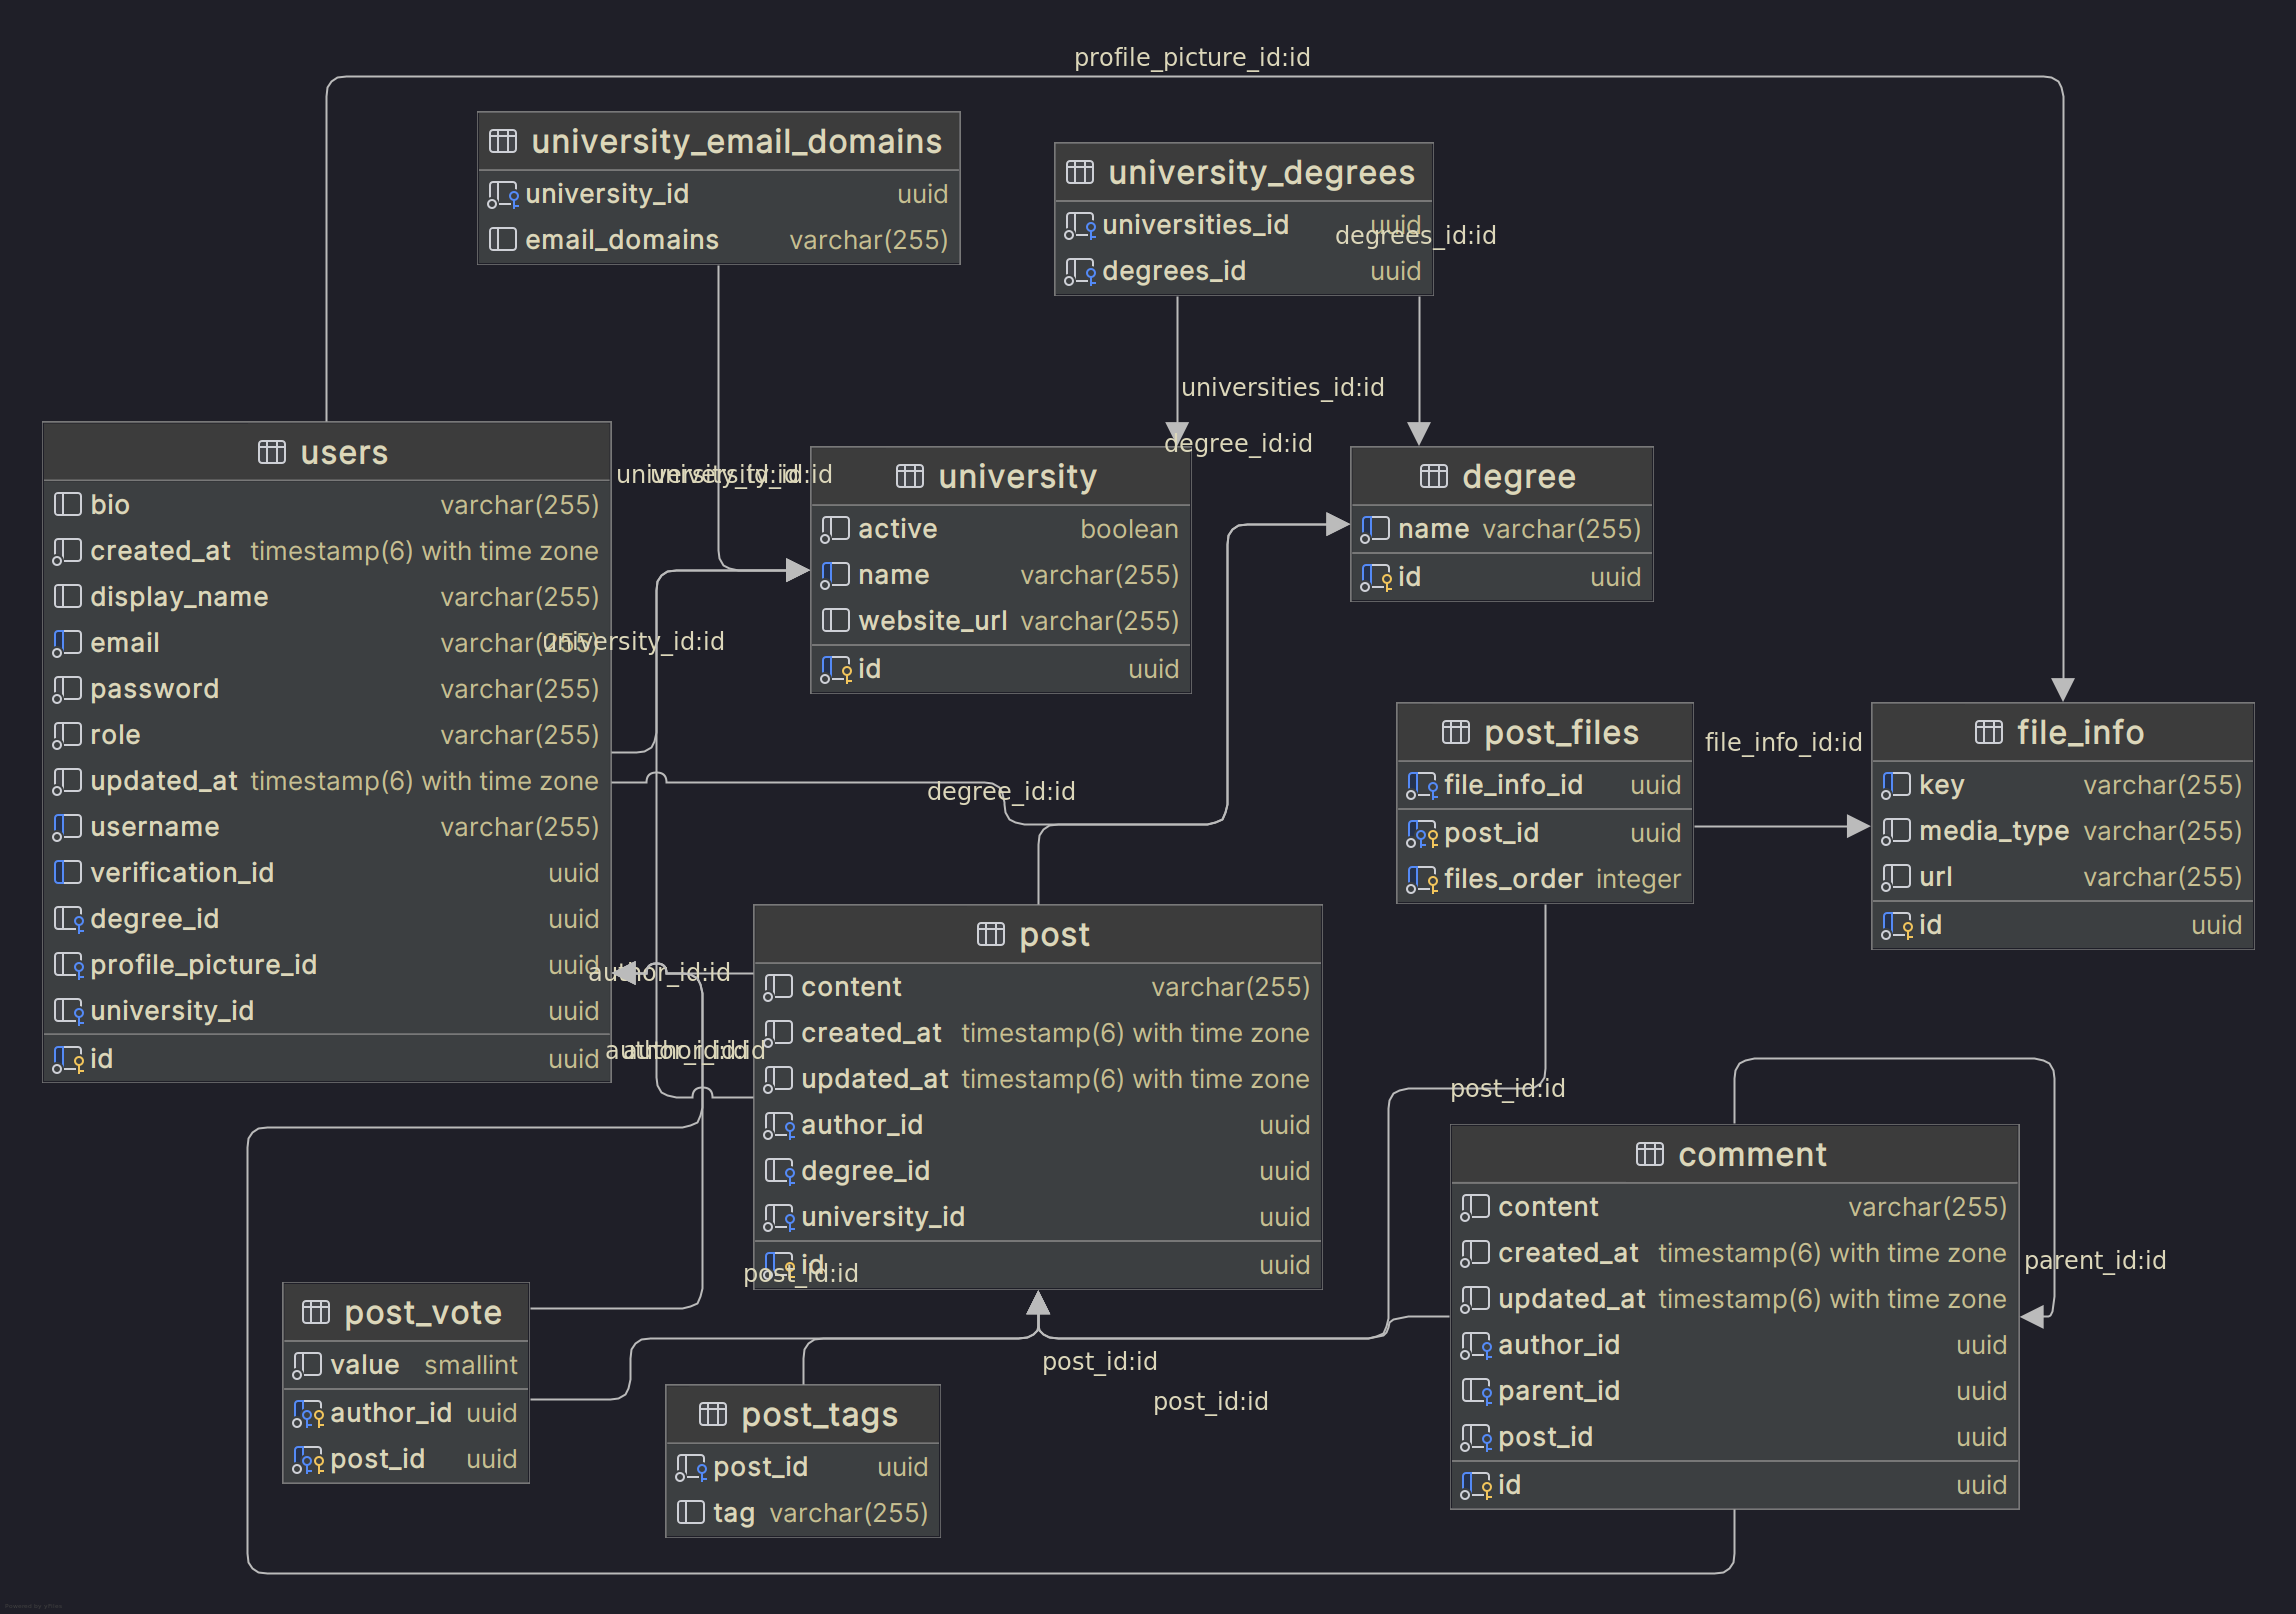 profile_picture_id:id
university_email_domains
university_id uuid
email_domains varchar(255)
university_degrees
universities_id uuid
degrees_id:id
degrees_id uuid
universities_id:id
degree_id:id
users
bio varchar(255)
created_at timestamp(6) with time zone
display_name varchar(255)
email varchar(255)
password varchar(255)
role varchar(255)
updated_at timestamp(6) with time zone
username varchar(255)
verification_id uuid
degree_id uuid
profile_picture_id uuid
university_id uuid
id uuid
university_id:id
university_id:id
university_id:id
university
active boolean
name varchar(255)
website_url varchar(255)
id uuid
degree
name varchar(255)
id uuid
degree_id:id
post_files
file_info_id uuid
post_id uuid
files_order integer
file_info_id:id
file_info
key varchar(255)
media_type varchar(255)
url varchar(255)
id uuid
author_id:id
author_id:id
author_id:id
post
content varchar(255)
created_at timestamp(6) with time zone
updated_at timestamp(6) with time zone
author_id uuid
degree_id uuid
university_id uuid
id uuid
post_id:id
post_id:id
comment
content varchar(255)
created_at timestamp(6) with time zone
updated_at timestamp(6) with time zone
author_id uuid
parent_id uuid
post_id uuid
id uuid
parent_id:id
post_vote
value smallint
author_id uuid
post_id uuid
post_id:id
post_id:id
post_tags
post_id uuid
tag varchar(255)